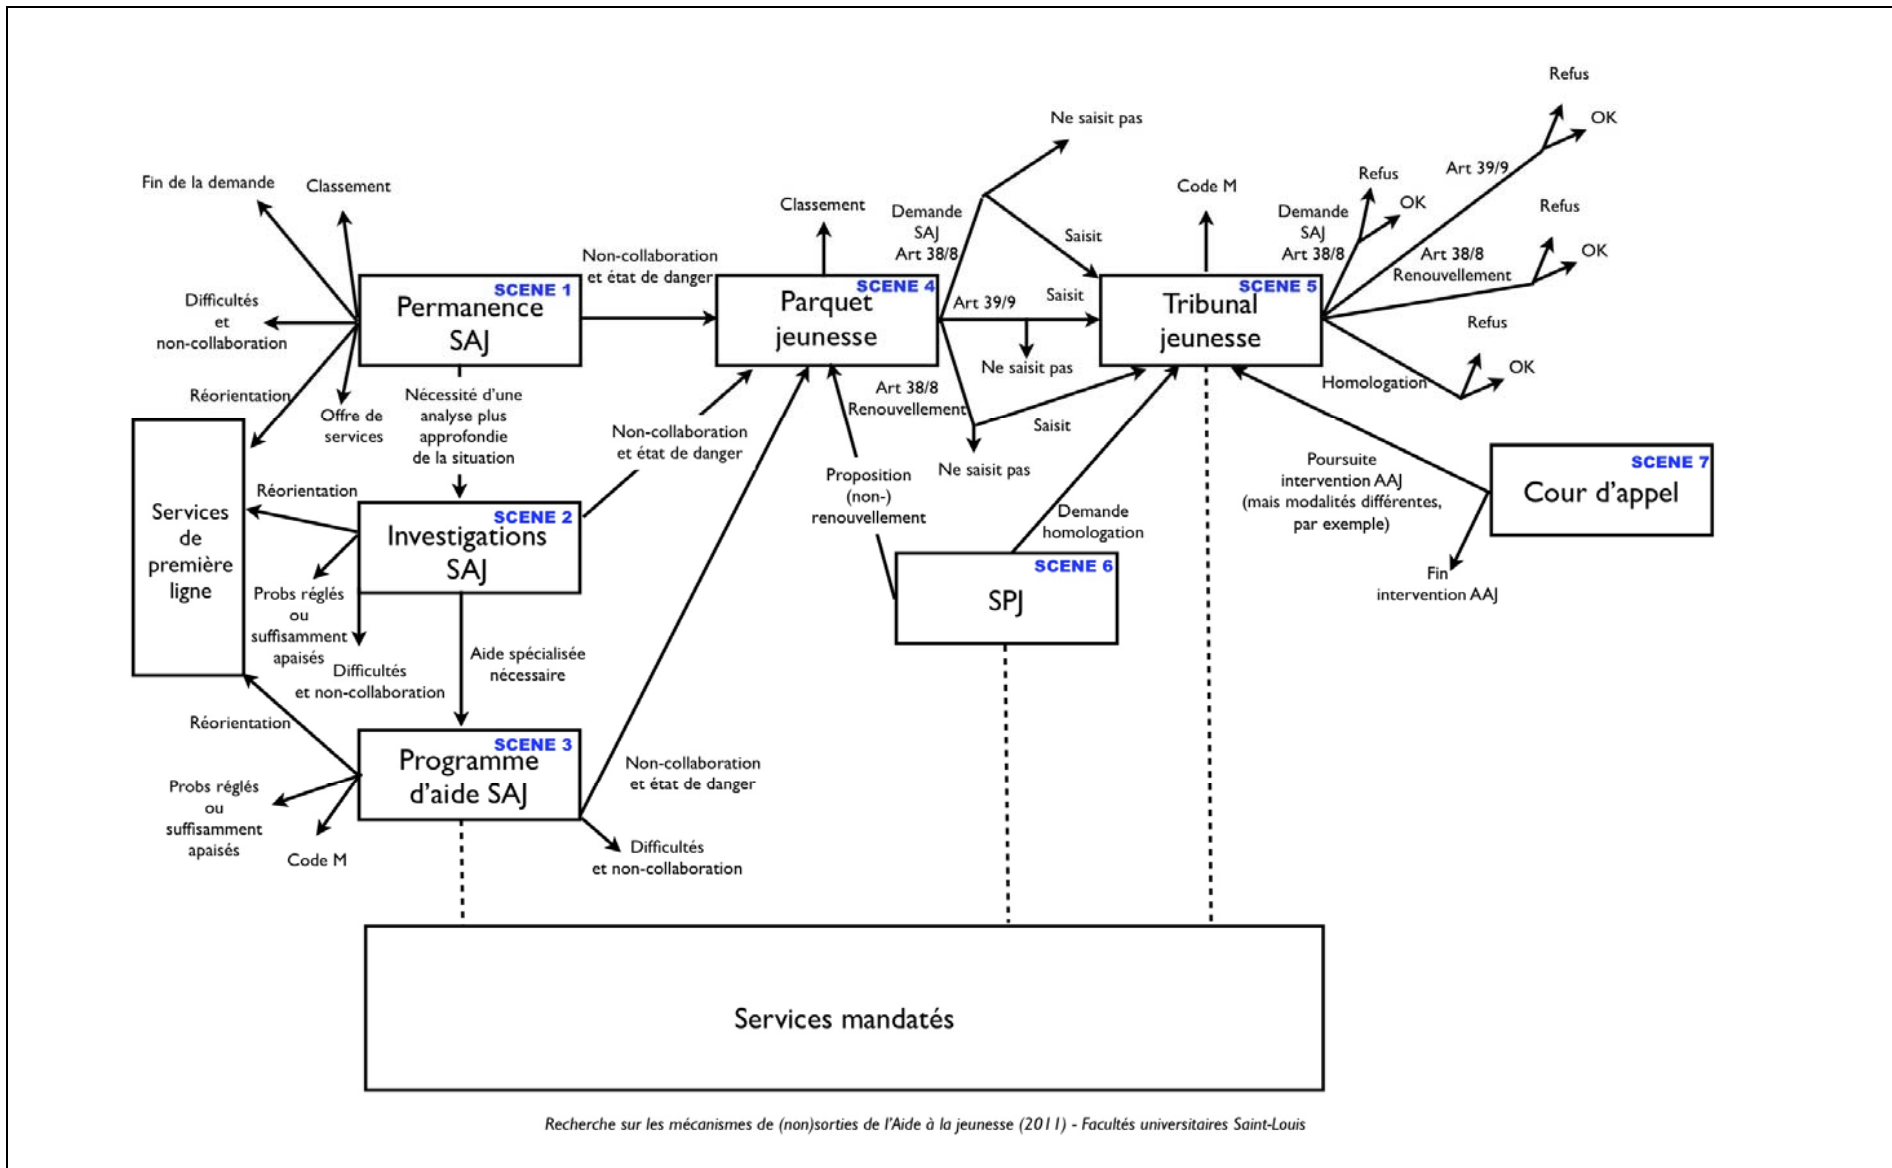 Refus
OK
Ne saisit pas
Art 39/9
Refus
OK
Fin de la demande
Classement
Code M
Classement
Demande
SAJ
Art 38/8
Saisit
Demande
SAJ
Art 38/8
Refus
OK
Art 38/8
Renouvellement
Non-collaboration
et état de danger
SCENE 1
Permanence
SAJ
SCENE 4
Parquet
jeunesse
Art 39/9
Saisit
Ne saisit pas
SCENE 5
Tribunal
jeunesse
Difficultés
et
non-collaboration
Réorientation
Offre de
services
Nécessité d'une
analyse plus
approfondie
de la situation
Art 38/8
Renouvellement
Saisit
Ne saisit pas
Homologation
Refus
OK
Non-collaboration
et état de danger
Proposition
(non-)
renouvellement
Demande
homologation
Poursuite
intervention AAJ
(mais modalités différentes,
par exemple)
SCENE 7
Cour d'appel
Fin
intervention AAJ
Services
de
première
ligne
Réorientation
SCENE 2
Investigations
SAJ
SCENE 6
SPJ
Probs réglés
ou
suffisamment
apaisés
Difficultés
et non-collaboration
Aide spécialisée
nécessaire
Réorientation
SCENE 3
Programme
d'aide SAJ
Non-collaboration
et état de danger
Probs réglés
ou
suffisamment
apaisés
Code M
Difficultés
et non-collaboration
Services mandatés
Recherche sur les mécanismes de (non)sorties de l'Aide à la jeunesse (2011) - Facultés universitaires Saint-Louis